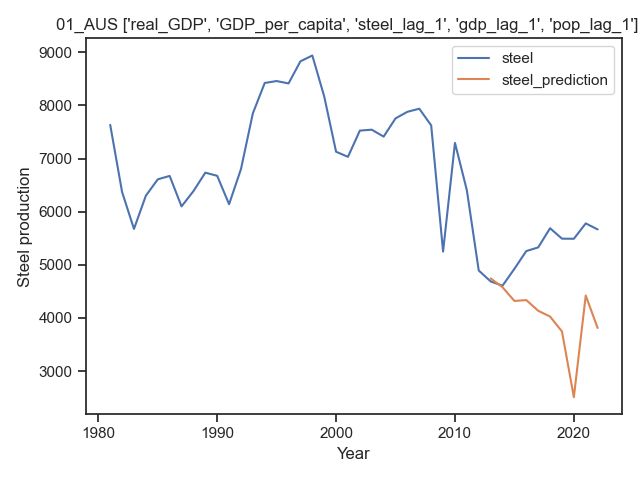 01_AUS ['real_GDP', 'GDP_per_capita', 'steel_lag_1', 'gdp_lag_1', 'pop_lag_1']
steel
steel_prediction
Steel production
9000
8000
7000
6000
5000
4000
3000
1980 1990 2000 2010 2020
Year